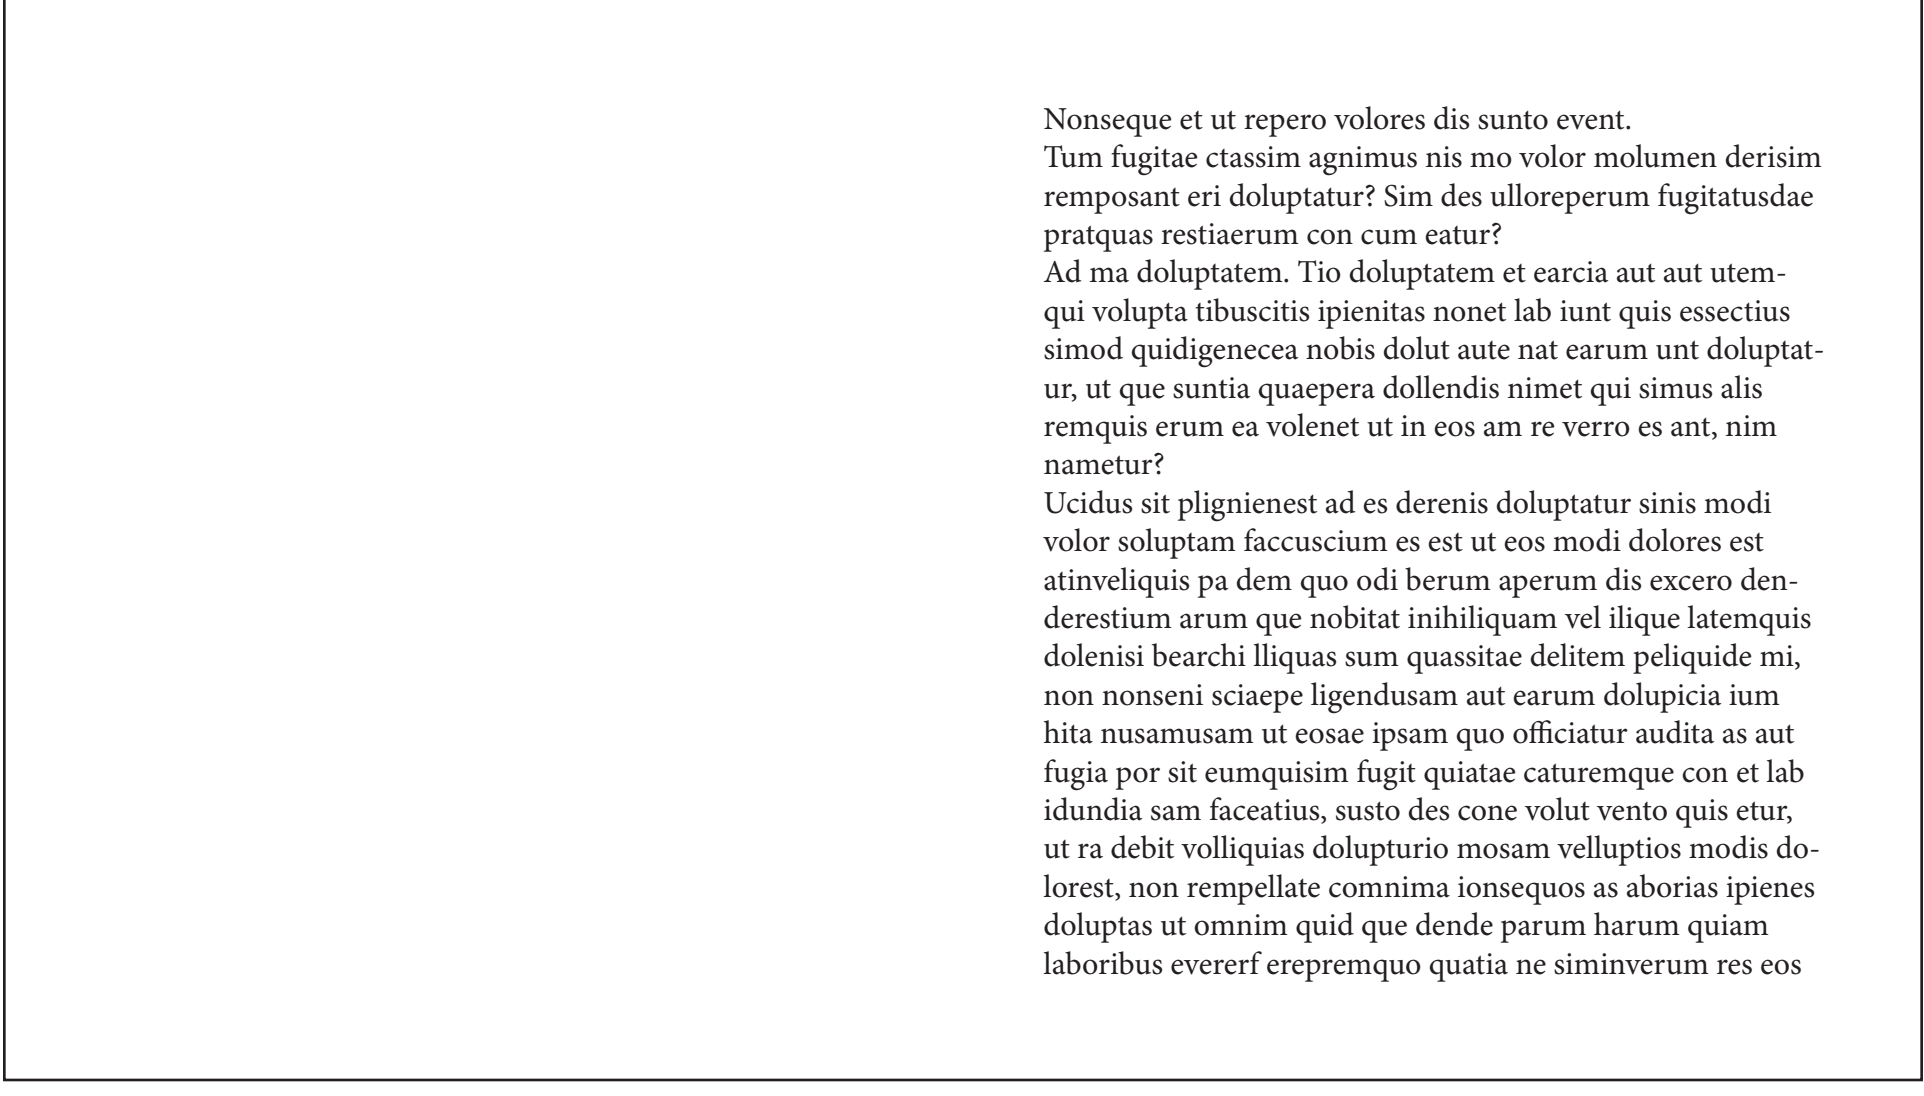 Nonseque et ut repero volores dis sunto event.
Tum fugitae ctassim agnimus nis mo volor molumen derisim
remposant eri doluptatur? Sim des ulloreperum fugitatusdae
pratquas restiaerum con cum eatur?
Ad ma doluptatem. Tio doluptatem et earcia aut aut utem-
qui volupta tibuscitis ipienitas nonet lab iunt quis essectius
simod quidigenecea nobis dolut aute nat earum unt doluptat-
ur, ut que suntia quaepera dollendis nimet qui simus alis
remquis erum ea volenet ut in eos am re verro es ant, nim
nametur?
Ucidus sit plignienest ad es derenis doluptatur sinis modi
volor soluptam faccuscium es est ut eos modi dolores est
atinveliquis pa dem quo odi berum aperum dis excero den-
derestium arum que nobitat inihiliquam vel ilique latemquis
dolenisi bearchi lliquas sum quassitae delitem peliquide mi,
non nonseni sciaepe ligendusam aut earum dolupicia ium
hita nusamusam ut eosae ipsam quo officiatur audita as aut
fugia por sit eumquisim fugit quiatae caturemque con et lab
idundia sam faceatius, susto des cone volut vento quis etur,
ut ra debit volliquias dolupturio mosam velluptios modis do-
lorest, non rempellate comnima ionsequos as aborias ipienes
doluptas ut omnim quid que dende parum harum quiam
laboribus evererf erepremquo quatia ne siminverum res eos